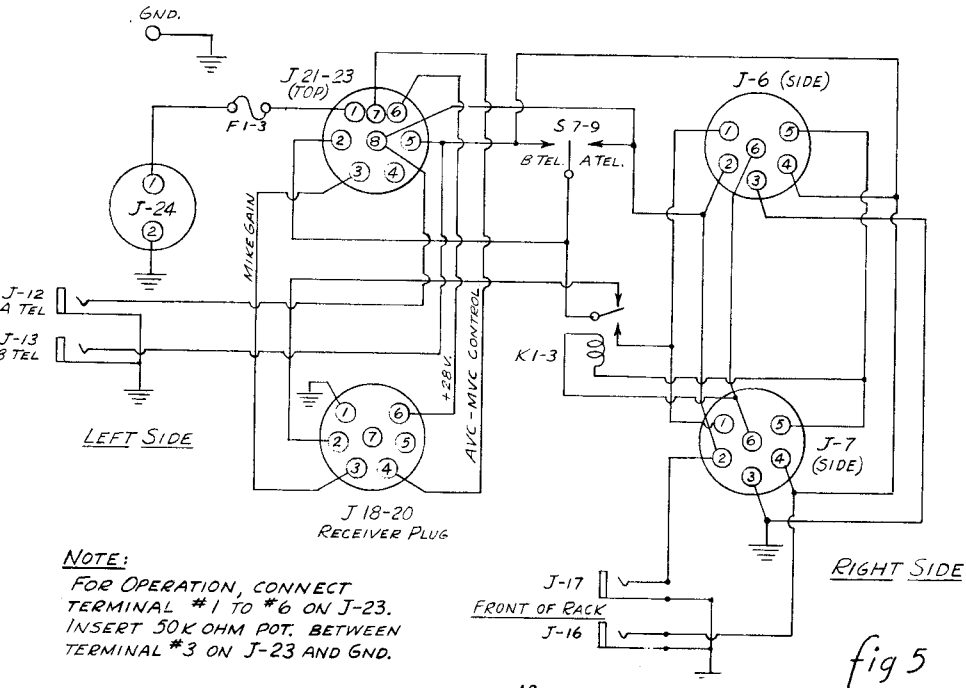 GND.
J 21-23
(TOP)
J-6 (SIDE)
F1-3
S 7-9
B TEL. A TEL.
1 7 6
2 8 5
3 4
1 5
6
2 4
3
1
J-24
2
MIKE GAIN
J-12
A TEL
J-13
B TEL
K1-3
+28V.
AVC-MVC CONTROL
LEFT SIDE
1 6
2 7 5
3 4
J 18-20
RECEIVER PLUG
1 5
6
2 4
3
J-7
(SIDE)
RIGHT SIDE
NOTE:
FOR OPERATION, CONNECT
TERMINAL #1 TO #6 ON J-23.
INSERT 50K OHM POT. BETWEEN
TERMINAL #3 ON J-23 AND GND.
J-17
FRONT OF RACK
J-16
fig 5